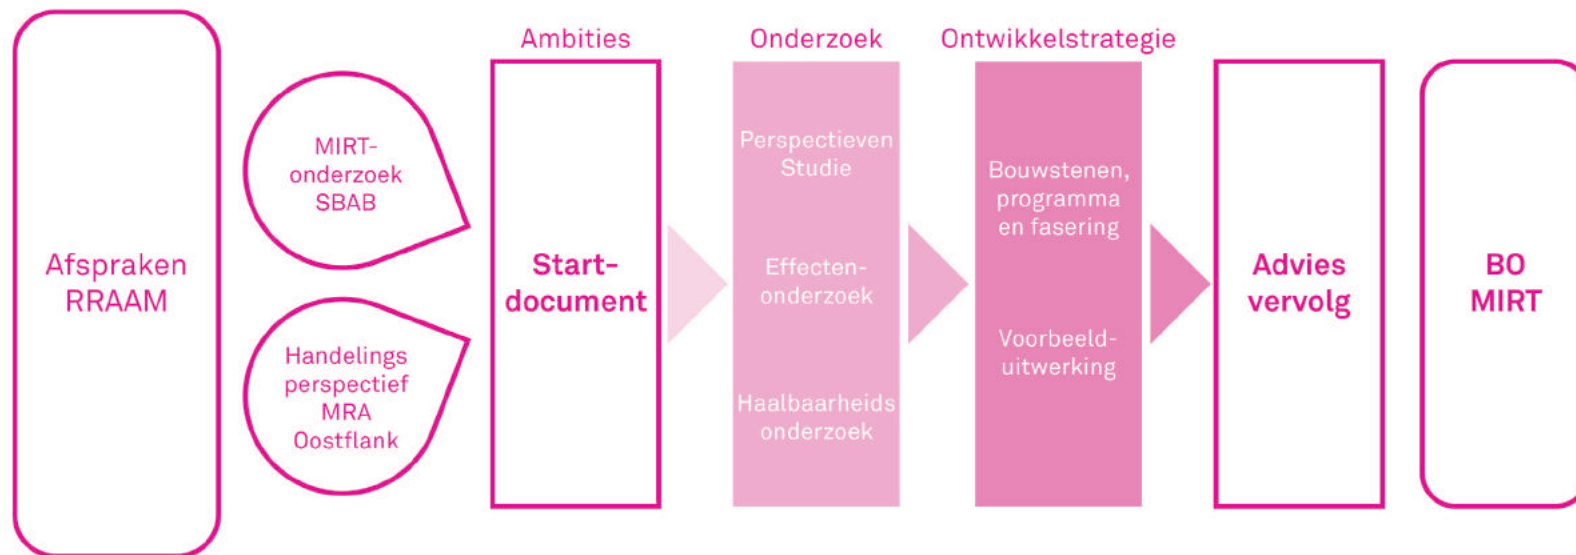 Afspraken
RRAAM
MIRT-
onderzoek
SBAB
Handelings
perspectief
MRA
Oostflank
Ambities
Start-
document
Onderzoek
Perspectieven
Studie
Effecten-
onderzoek
Haalbaarheids
onderzoek
Ontwikkelstrategie
Bouwstenen,
programma
en fasering
Voorbeeld-
uitwerking
Advies
vervolg
BO
MIRT